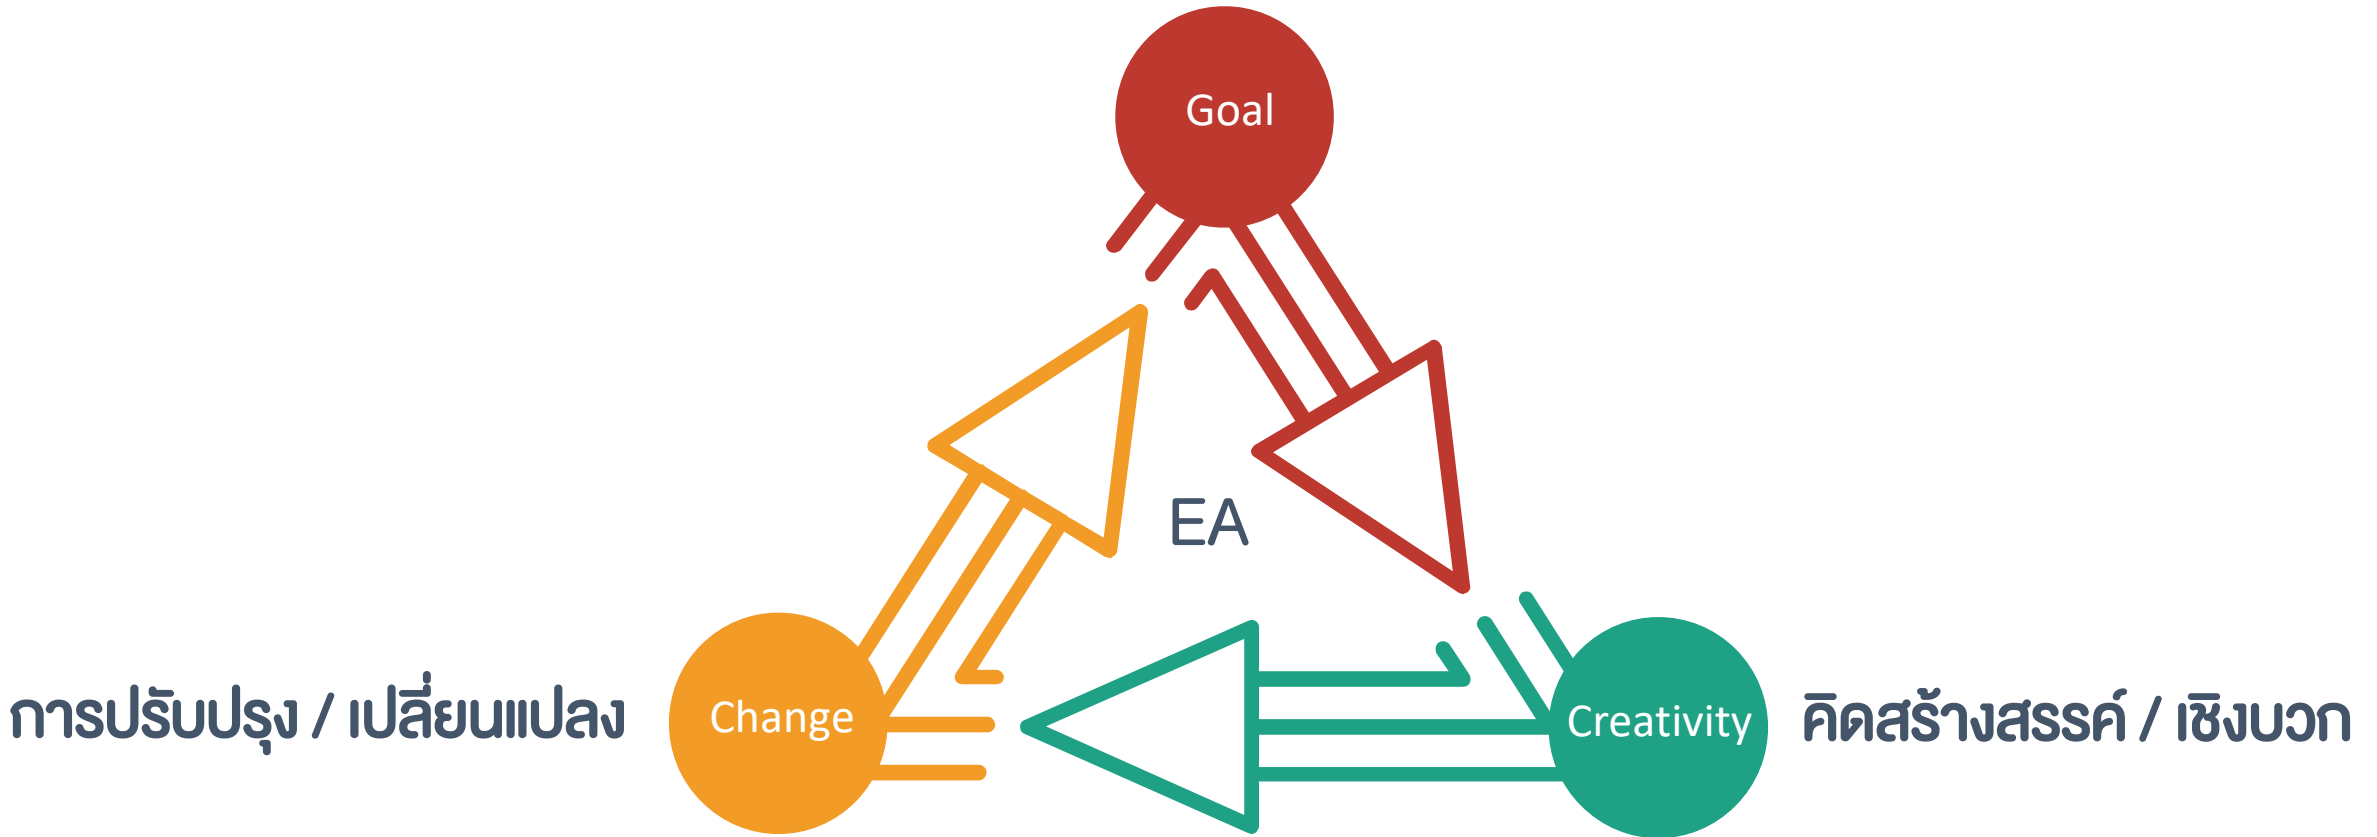 Goal
EA
การปรับปรุง / เปลี่ยนแปลง
Change
Creativity
คิดสร้างสรรค์ / เชิงบวก